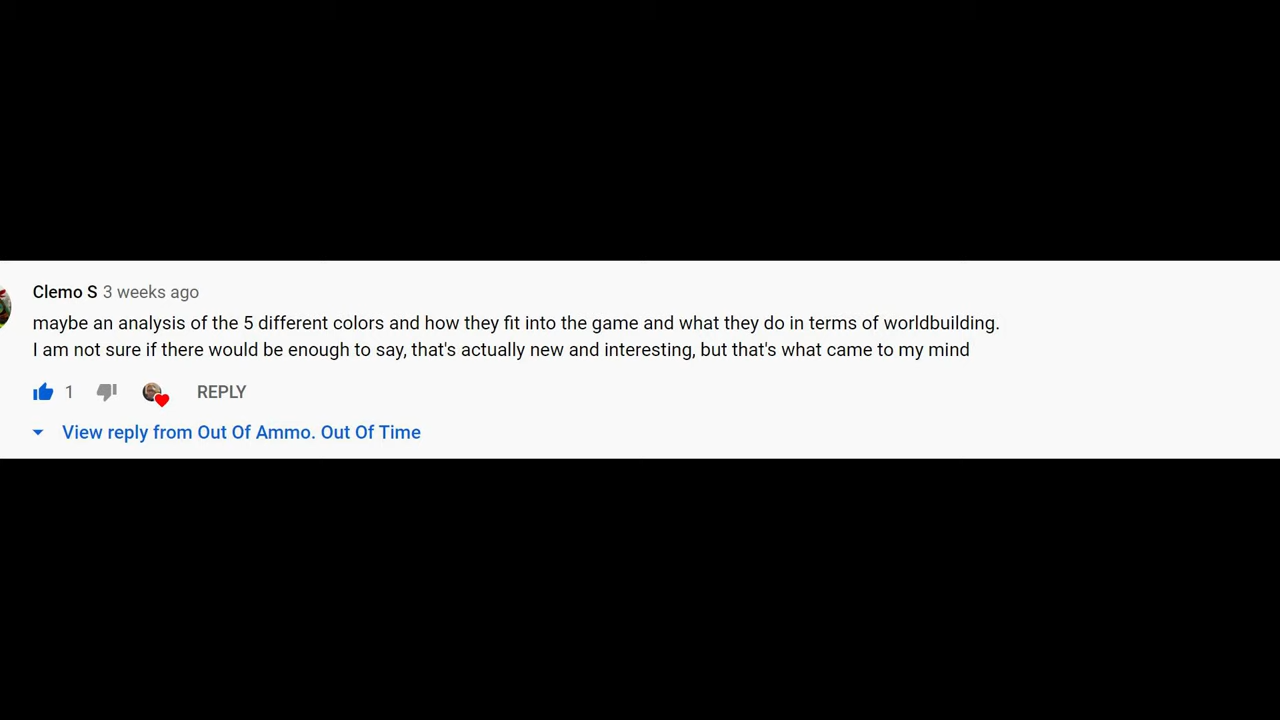 Clemo S 3 weeks ago
maybe an analysis of the 5 different colors and how they fit into the game and what they do in terms of worldbuilding.
I am not sure if there would be enough to say, that's actually new and interesting, but that's what came to my mind
1 REPLY
View reply from Out Of Ammo. Out Of Time